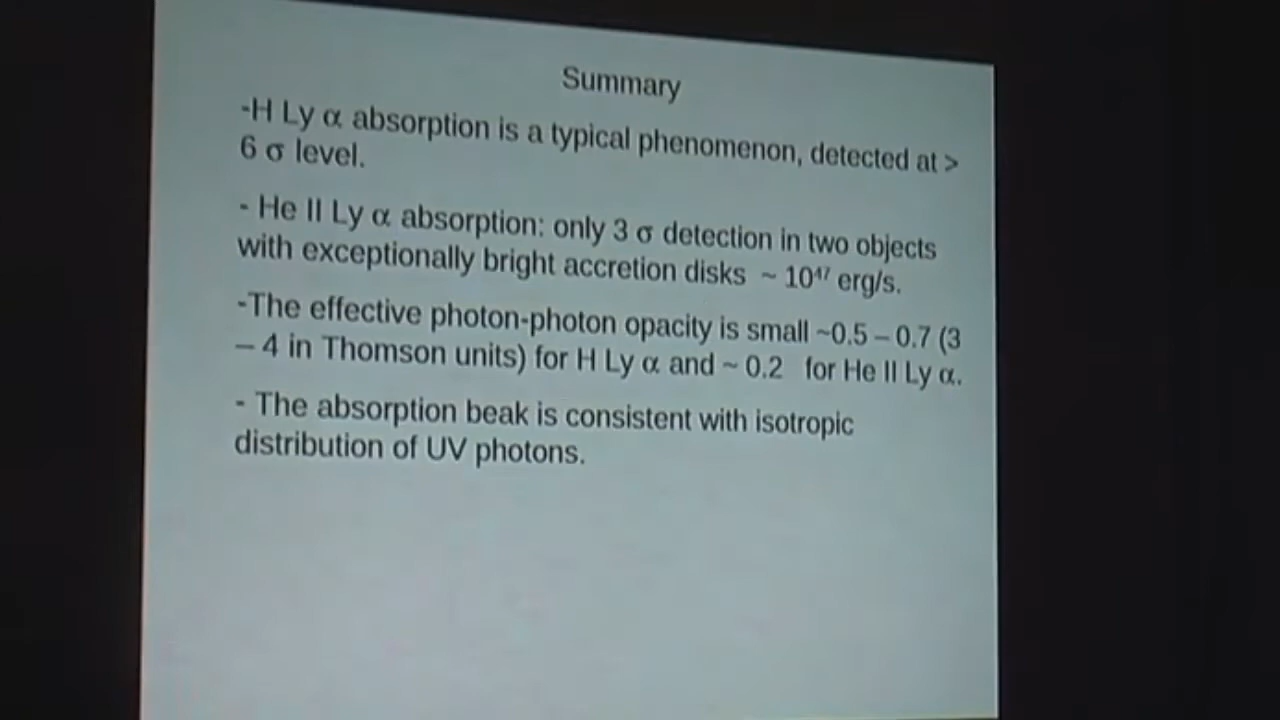 Summary
-H Ly α absorption is a typical phenomenon, detected at >
6 σ level.
- He II Ly α absorption: only 3 σ detection in two objects
with exceptionally bright accretion disks ~ 10⁴⁷ erg/s.
-The effective photon-photon opacity is small ~0.5 – 0.7 (3
– 4 in Thomson units) for H Ly α and ~ 0.2 for He II Ly α.
- The absorption beak is consistent with isotropic
distribution of UV photons.